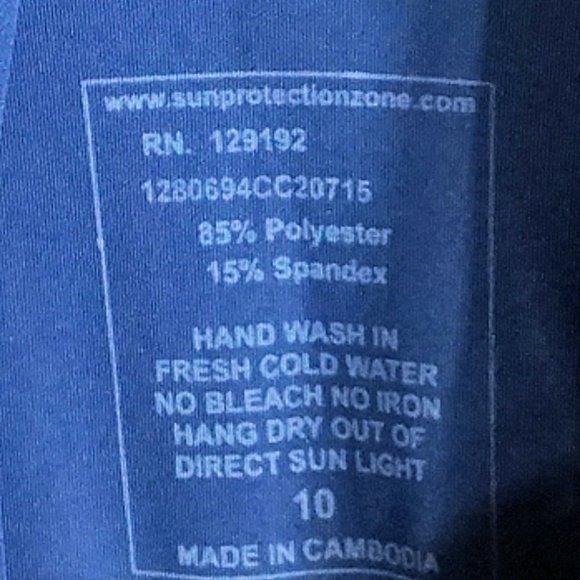 www.sunprotectionzone.com
RN. 129192
1280694CC20715
85% Polyester
15% Spandex
HAND WASH IN
FRESH COLD WATER
NO BLEACH NO IRON
HANG DRY OUT OF
DIRECT SUN LIGHT
10
MADE IN CAMBODIA